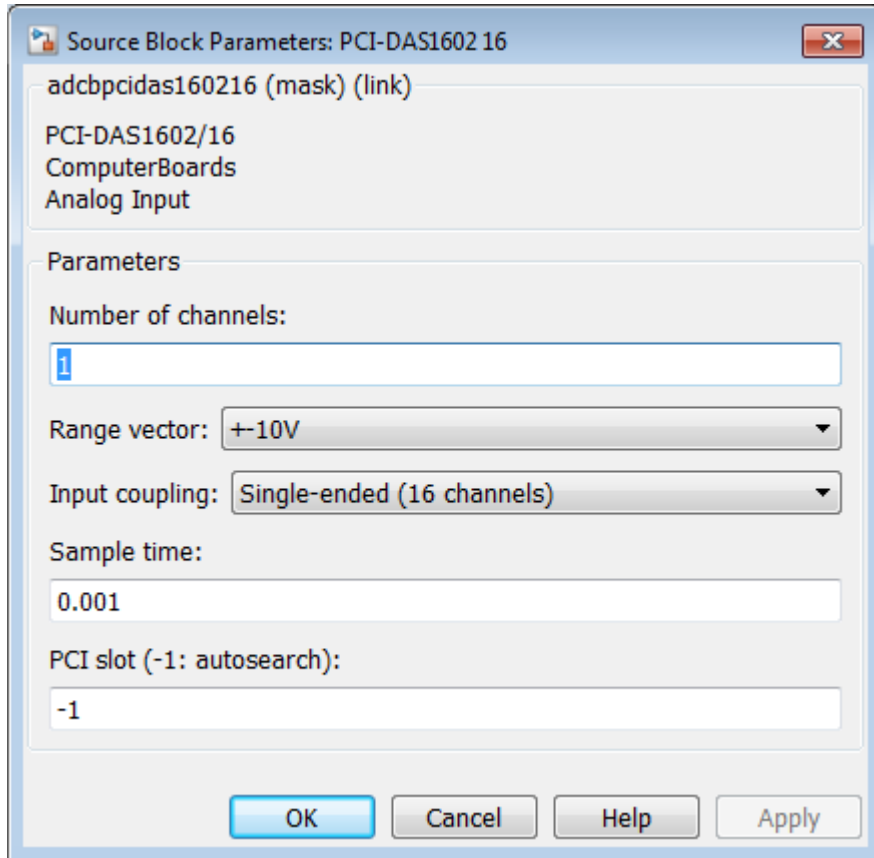 Source Block Parameters: PCI-DAS1602 16
adcbpcidas160216 (mask) (link)
PCI-DAS1602/16
ComputerBoards
Analog Input
Parameters
Number of channels:
1
Range vector: +-10V
Input coupling: Single-ended (16 channels)
Sample time:
0.001
PCI slot (-1: autosearch):
-1
OK Cancel Help Apply